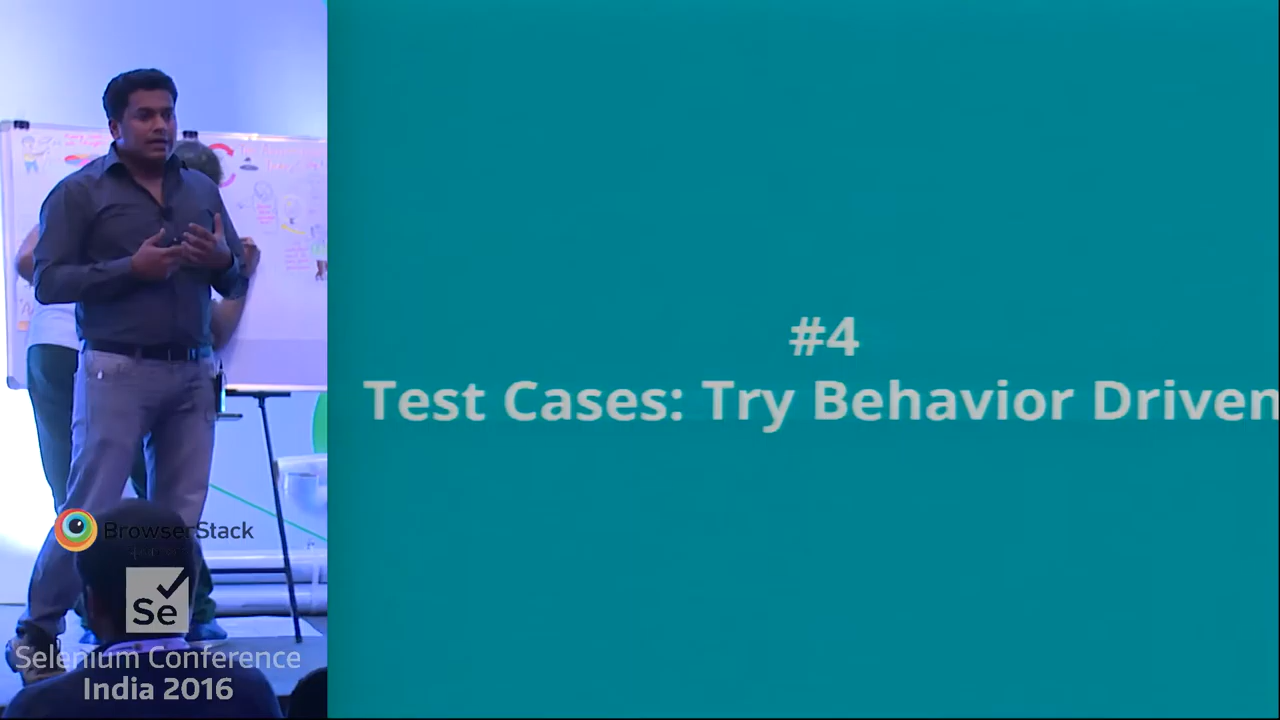 #4
Test Cases: Try Behavior Driven
BrowserStack
Se
Selenium Conference
India 2016